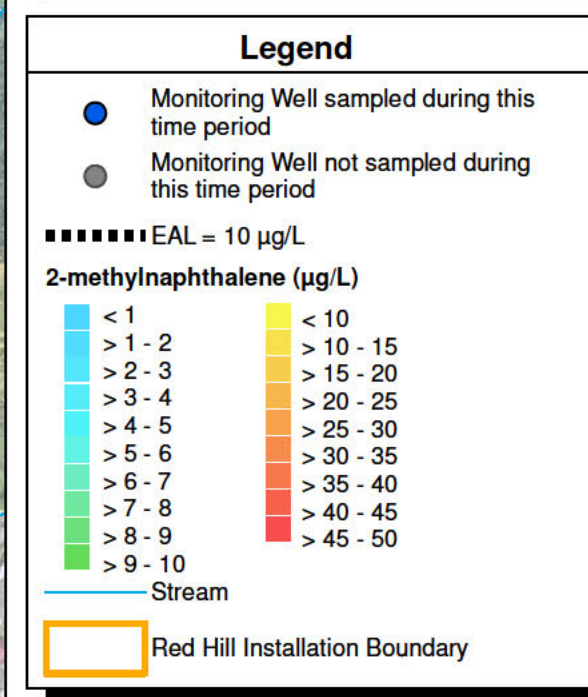 Legend
Monitoring Well sampled during this
time period
Monitoring Well not sampled during
this time period
EAL = 10 µg/L
2-methylnaphthalene (µg/L)
< 1
> 1 - 2
> 2 - 3
> 3 - 4
> 4 - 5
> 5 - 6
> 6 - 7
> 7 - 8
> 8 - 9
> 9 - 10
< 10
> 10 - 15
> 15 - 20
> 20 - 25
> 25 - 30
> 30 - 35
> 35 - 40
> 40 - 45
> 45 - 50
Stream
Red Hill Installation Boundary